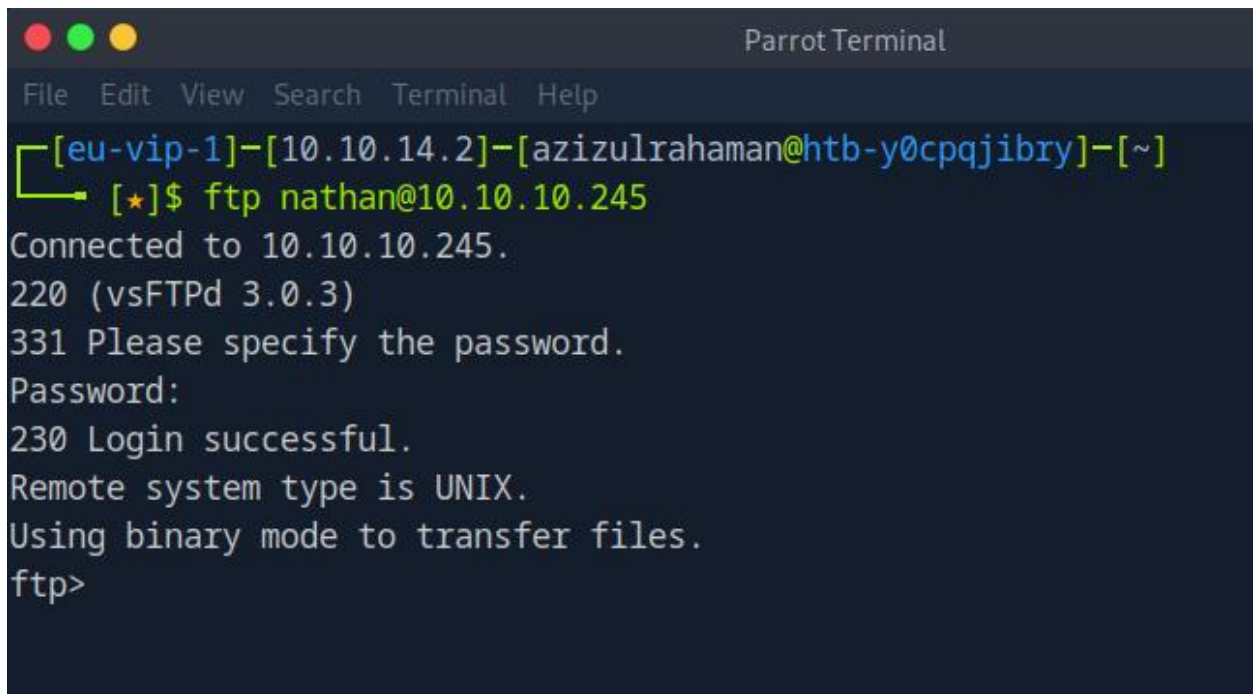 Parrot Terminal
File Edit View Search Terminal Help
┌─[eu-vip-1]─[10.10.14.2]─[azizulrahaman@htb-y0cpqjibry]─[~]
└──╼ [★]$ ftp nathan@10.10.10.245
Connected to 10.10.10.245.
220 (vsFTPd 3.0.3)
331 Please specify the password.
Password:
230 Login successful.
Remote system type is UNIX.
Using binary mode to transfer files.
ftp>